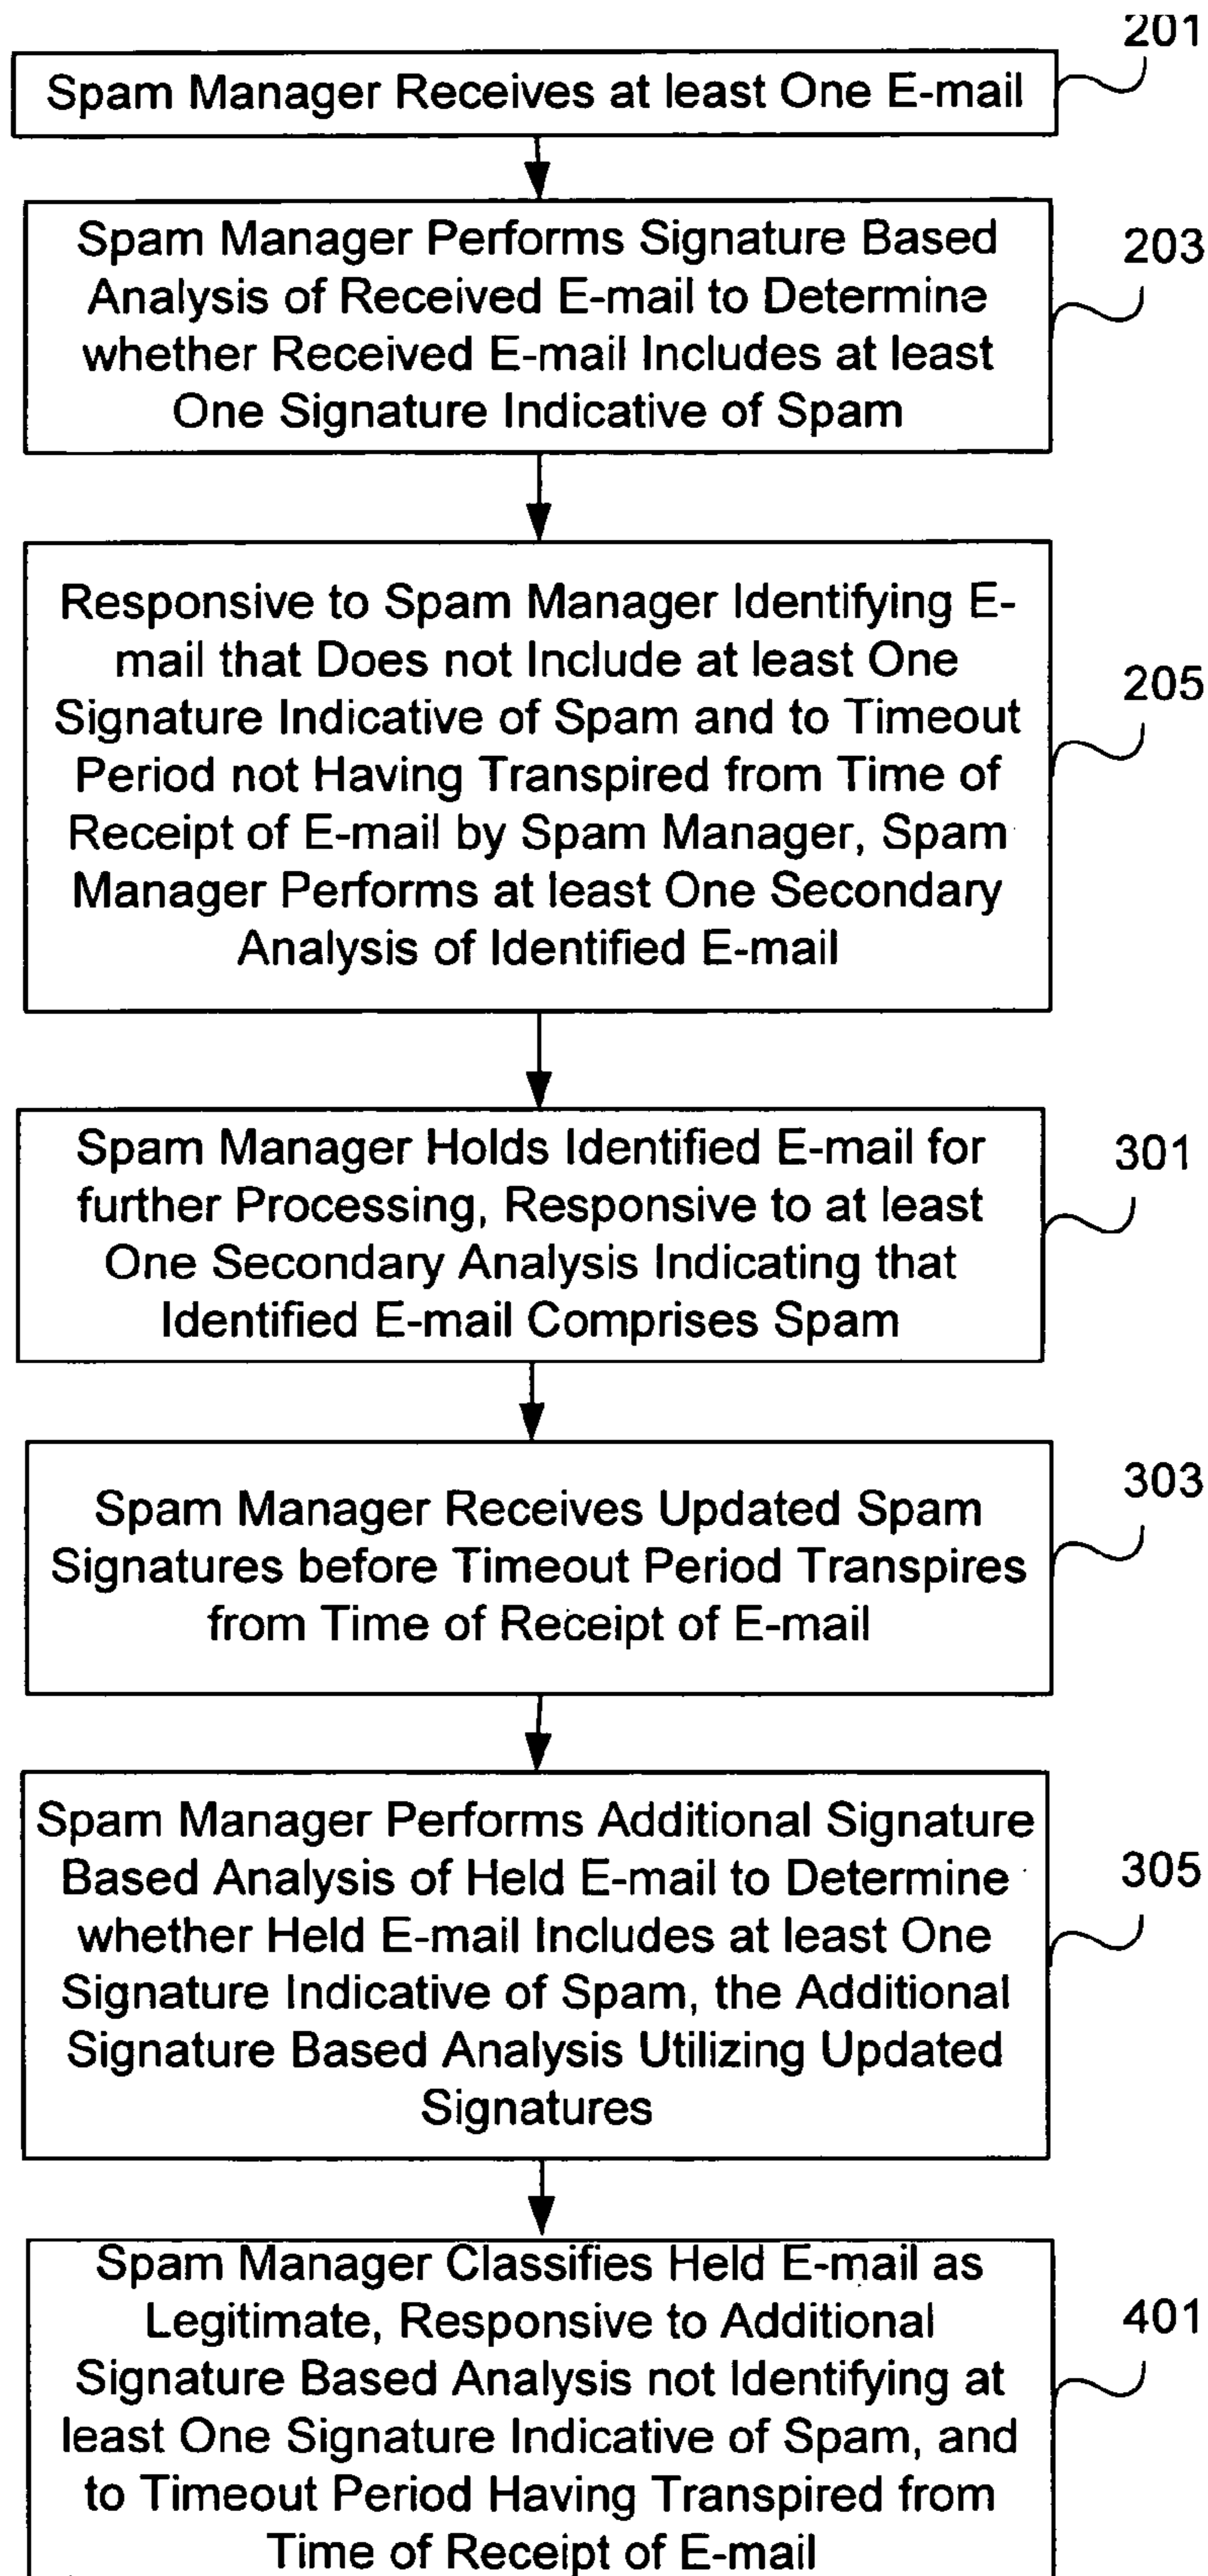 201
Spam Manager Receives at least One E-mail
Spam Manager Performs Signature Based
Analysis of Received E-mail to Determine
whether Received E-mail Includes at least
One Signature Indicative of Spam
203
Responsive to Spam Manager Identifying E-
mail that Does not Include at least One
Signature Indicative of Spam and to Timeout
Period not Having Transpired from Time of
Receipt of E-mail by Spam Manager, Spam
Manager Performs at least One Secondary
Analysis of Identified E-mail
205
Spam Manager Holds Identified E-mail for
further Processing, Responsive to at least
One Secondary Analysis Indicating that
Identified E-mail Comprises Spam
301
Spam Manager Receives Updated Spam
Signatures before Timeout Period Transpires
from Time of Receipt of E-mail
303
Spam Manager Performs Additional Signature
Based Analysis of Held E-mail to Determine
whether Held E-mail Includes at least One
Signature Indicative of Spam, the Additional
Signature Based Analysis Utilizing Updated
Signatures
305
Spam Manager Classifies Held E-mail as
Legitimate, Responsive to Additional
Signature Based Analysis not Identifying at
least One Signature Indicative of Spam, and
to Timeout Period Having Transpired from
Time of Receipt of E-mail
401